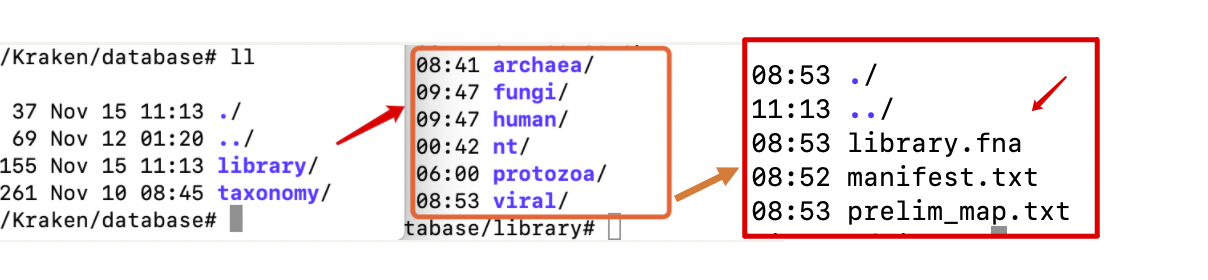 /Kraken/database# ll
37 Nov 15 11:13 ./
69 Nov 12 01:20 ../
155 Nov 15 11:13 library/
261 Nov 10 08:45 taxonomy/
/Kraken/database#
08:41 archaea/
09:47 fungi/
09:47 human/
00:42 nt/
06:00 protozoa/
08:53 viral/
tabase/library#
08:53 ./
11:13 ../
08:53 library.fna
08:52 manifest.txt
08:53 prelim_map.txt